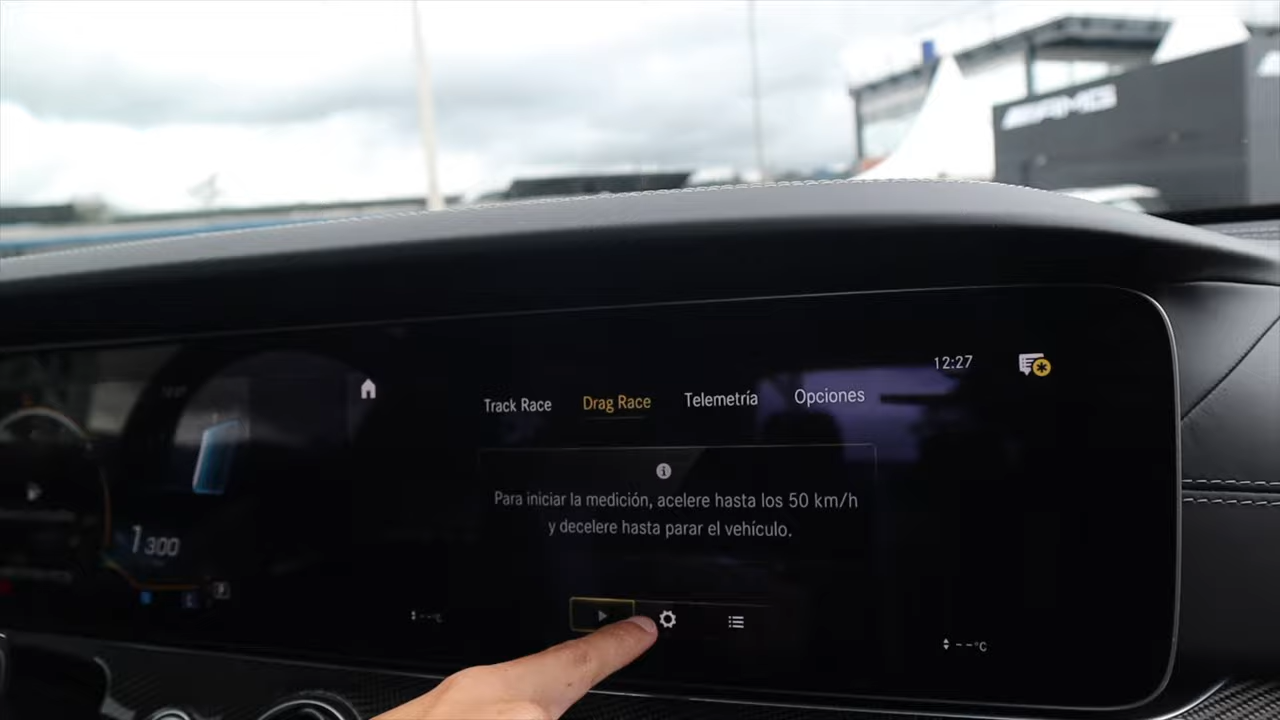 AMG
12:27
Track Race
Drag Race
Telemetría
Opciones
Para iniciar la medición, acelere hasta los 50 km/h
y decelere hasta parar el vehículo.
1 300
--°C
--°C